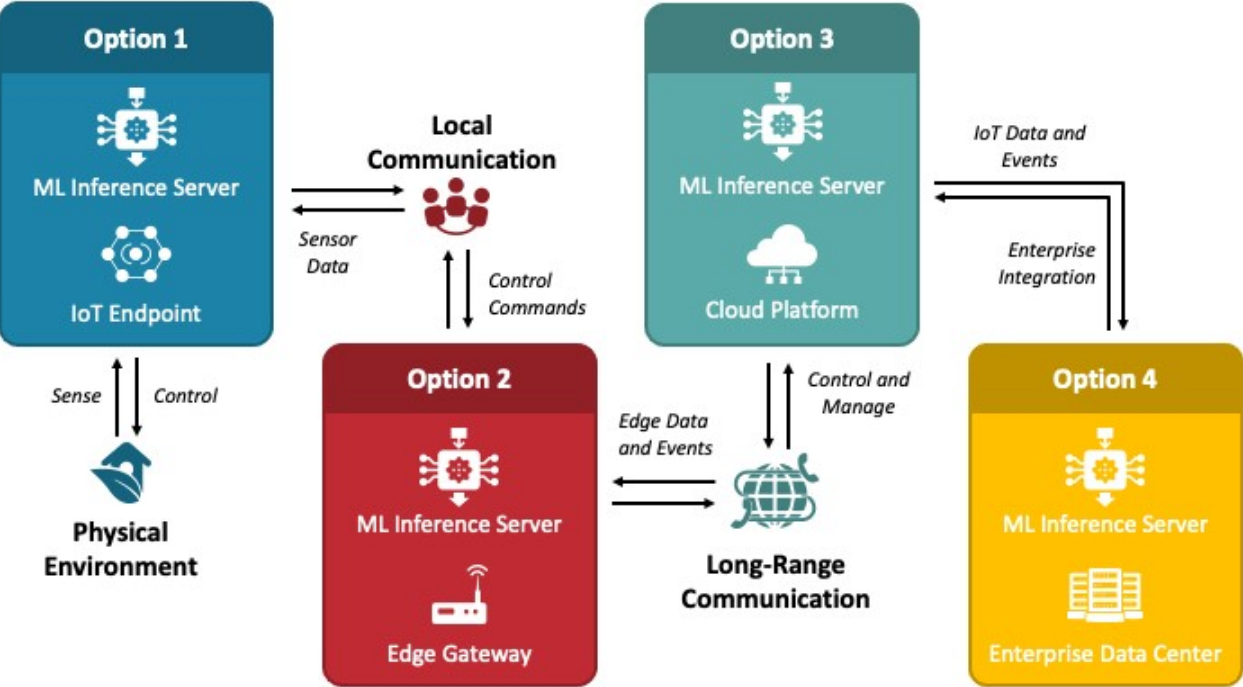 Option 1
ML Inference Server
IoT Endpoint
Sense
Control
Physical
Environment
Local
Communication
Sensor
Data
Control
Commands
Option 2
ML Inference Server
Edge Gateway
Edge Data
and Events
Long-Range
Communication
Option 3
ML Inference Server
Cloud Platform
Control and
Manage
IoT Data and
Events
Enterprise
Integration
Option 4
ML Inference Server
Enterprise Data Center